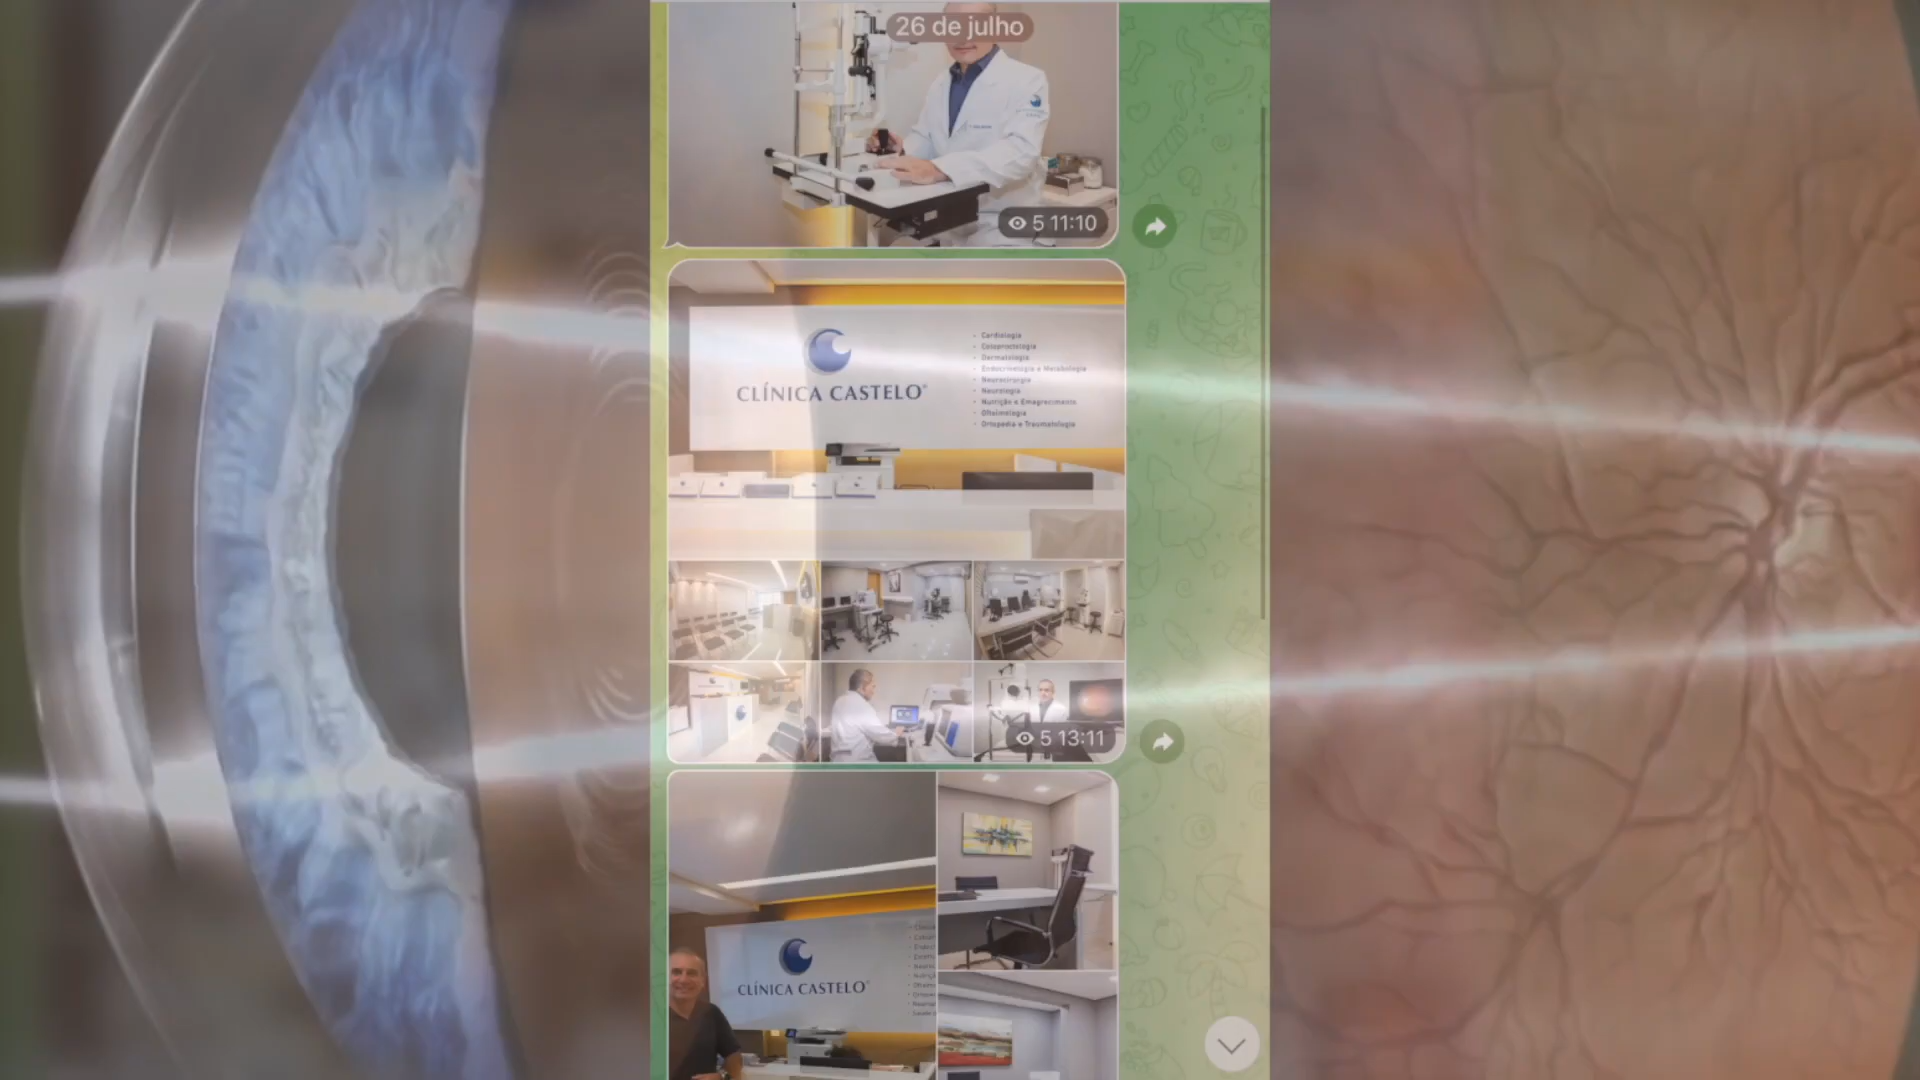 26 de julho
5 11:10
CLÍNICA CASTELO®
• Cardiologia
• Coloproctologia
• Dermatologia
• Endocrinologia e Metabologia
• Neurocirurgia
• Neurologia
• Nutrição e Emagrecimento
• Oftalmologia
• Ortopedia e Traumatologia
5 13:11
CLÍNICA CASTELO